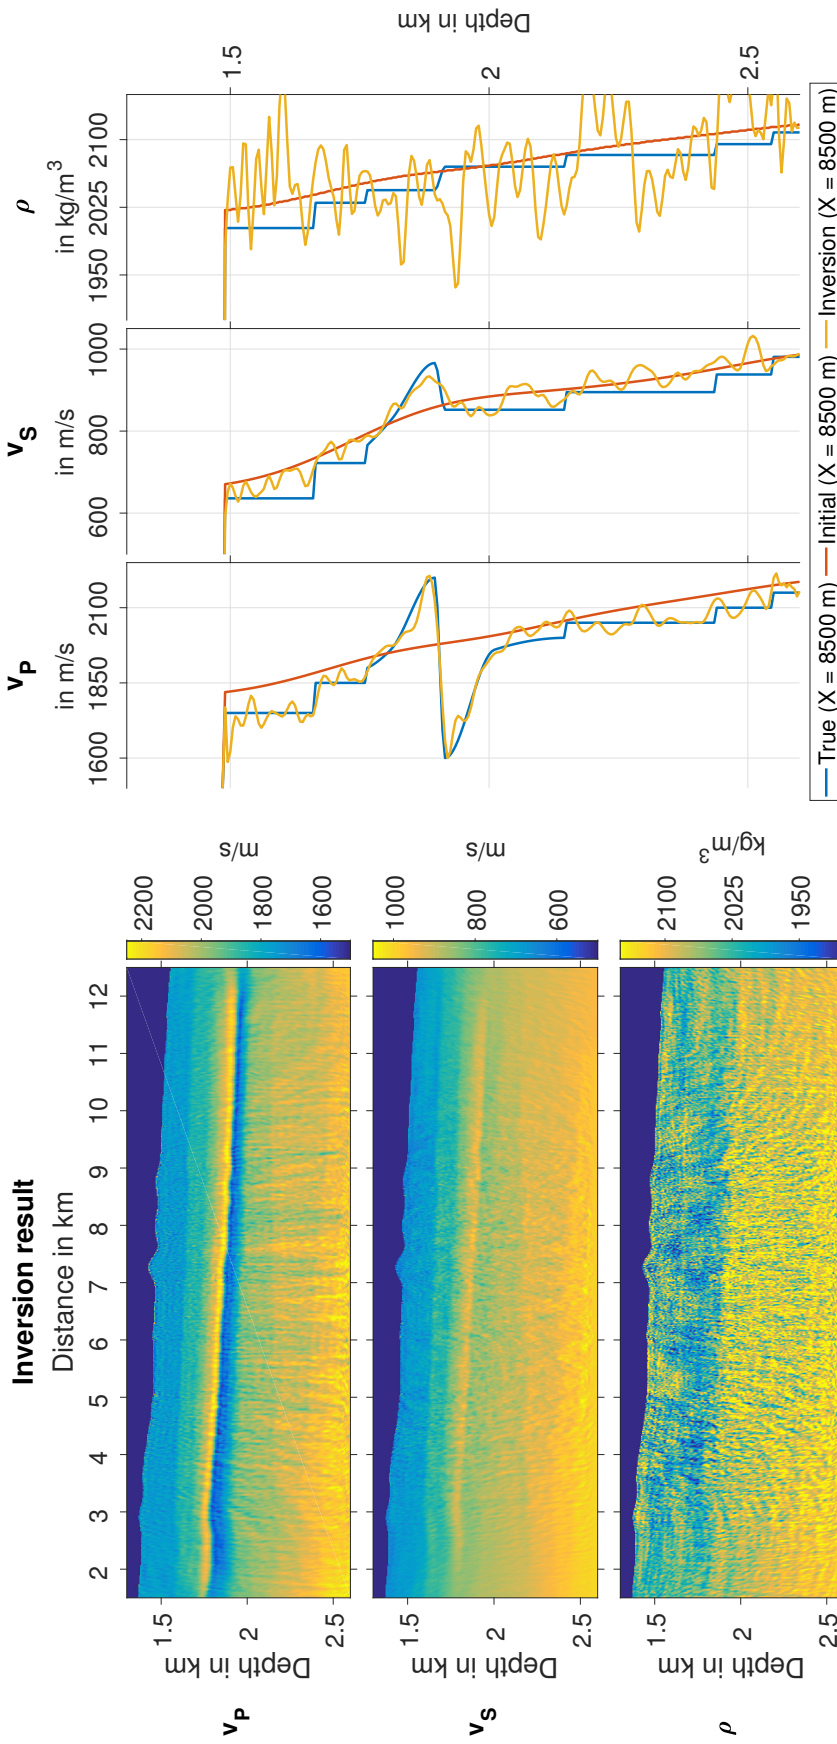 Inversion result
Distance in km
2 3 4 5 6 7 8 9 10 11 12
v_P
Depth in km
1.5
2
2.5
2200
2000
1800
1600
m/s
v_S
Depth in km
1.5
2
2.5
1000
800
600
m/s
ρ
Depth in km
1.5
2
2.5
2100
2025
1950
kg/m³
v_P
in m/s
1600 1850 2100
v_S
in m/s
600 800 1000
ρ
in kg/m³
1950 2025 2100
1.5
2
2.5
Depth in km
True (X = 8500 m) Initial (X = 8500 m) Inversion (X = 8500 m)